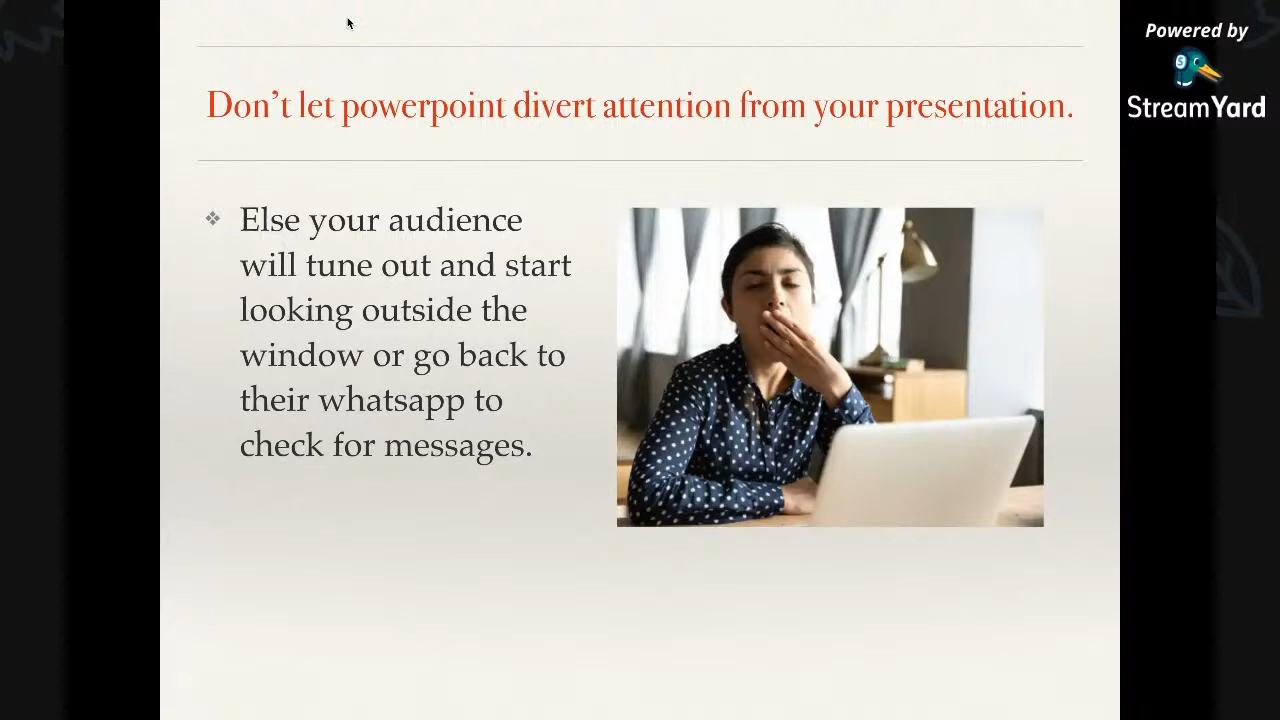 Powered by
StreamYard
Don't let powerpoint divert attention from your presentation.
Else your audience
will tune out and start
looking outside the
window or go back to
their whatsapp to
check for messages.